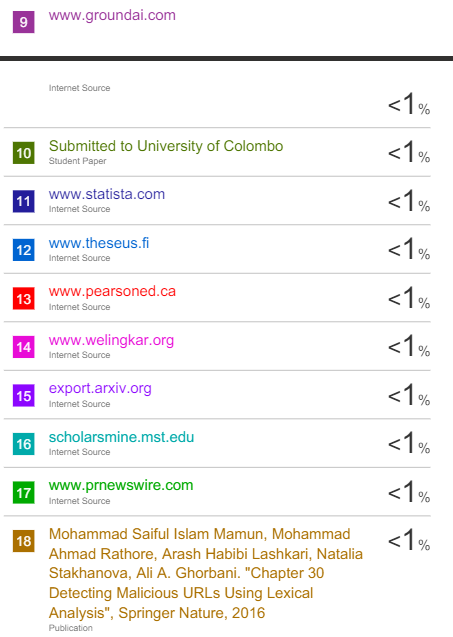 9 www.groundai.com
Internet Source
<1%
10 Submitted to University of Colombo <1%
Student Paper
11 www.statista.com <1%
Internet Source
12 www.theseus.fi <1%
Internet Source
13 www.pearsoned.ca <1%
Internet Source
14 www.welingkar.org <1%
Internet Source
15 export.arxiv.org <1%
Internet Source
16 scholarsmine.mst.edu <1%
Internet Source
17 www.prnewswire.com <1%
Internet Source
18 Mohammad Saiful Islam Mamun, Mohammad <1%
Ahmad Rathore, Arash Habibi Lashkari, Natalia
Stakhanova, Ali A. Ghorbani. "Chapter 30
Detecting Malicious URLs Using Lexical
Analysis", Springer Nature, 2016
Publication